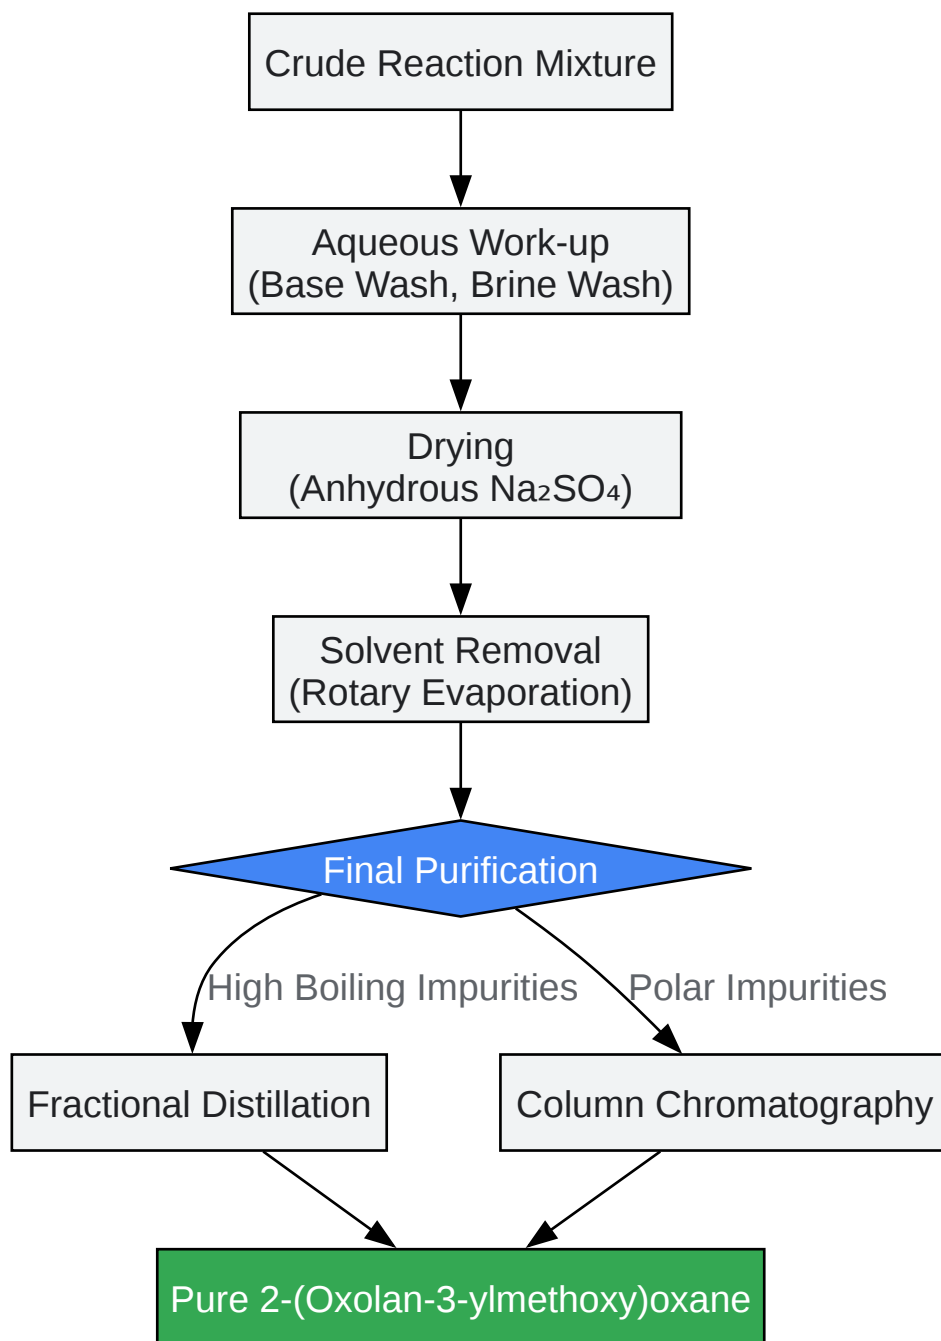 Crude Reaction Mixture
Aqueous Work-up
(Base Wash, Brine Wash)
Drying
(Anhydrous Na₂SO₄)
Solvent Removal
(Rotary Evaporation)
Final Purification
High Boiling Impurities
Polar Impurities
Fractional Distillation
Column Chromatography
Pure 2-(Oxolan-3-ylmethoxy)oxane